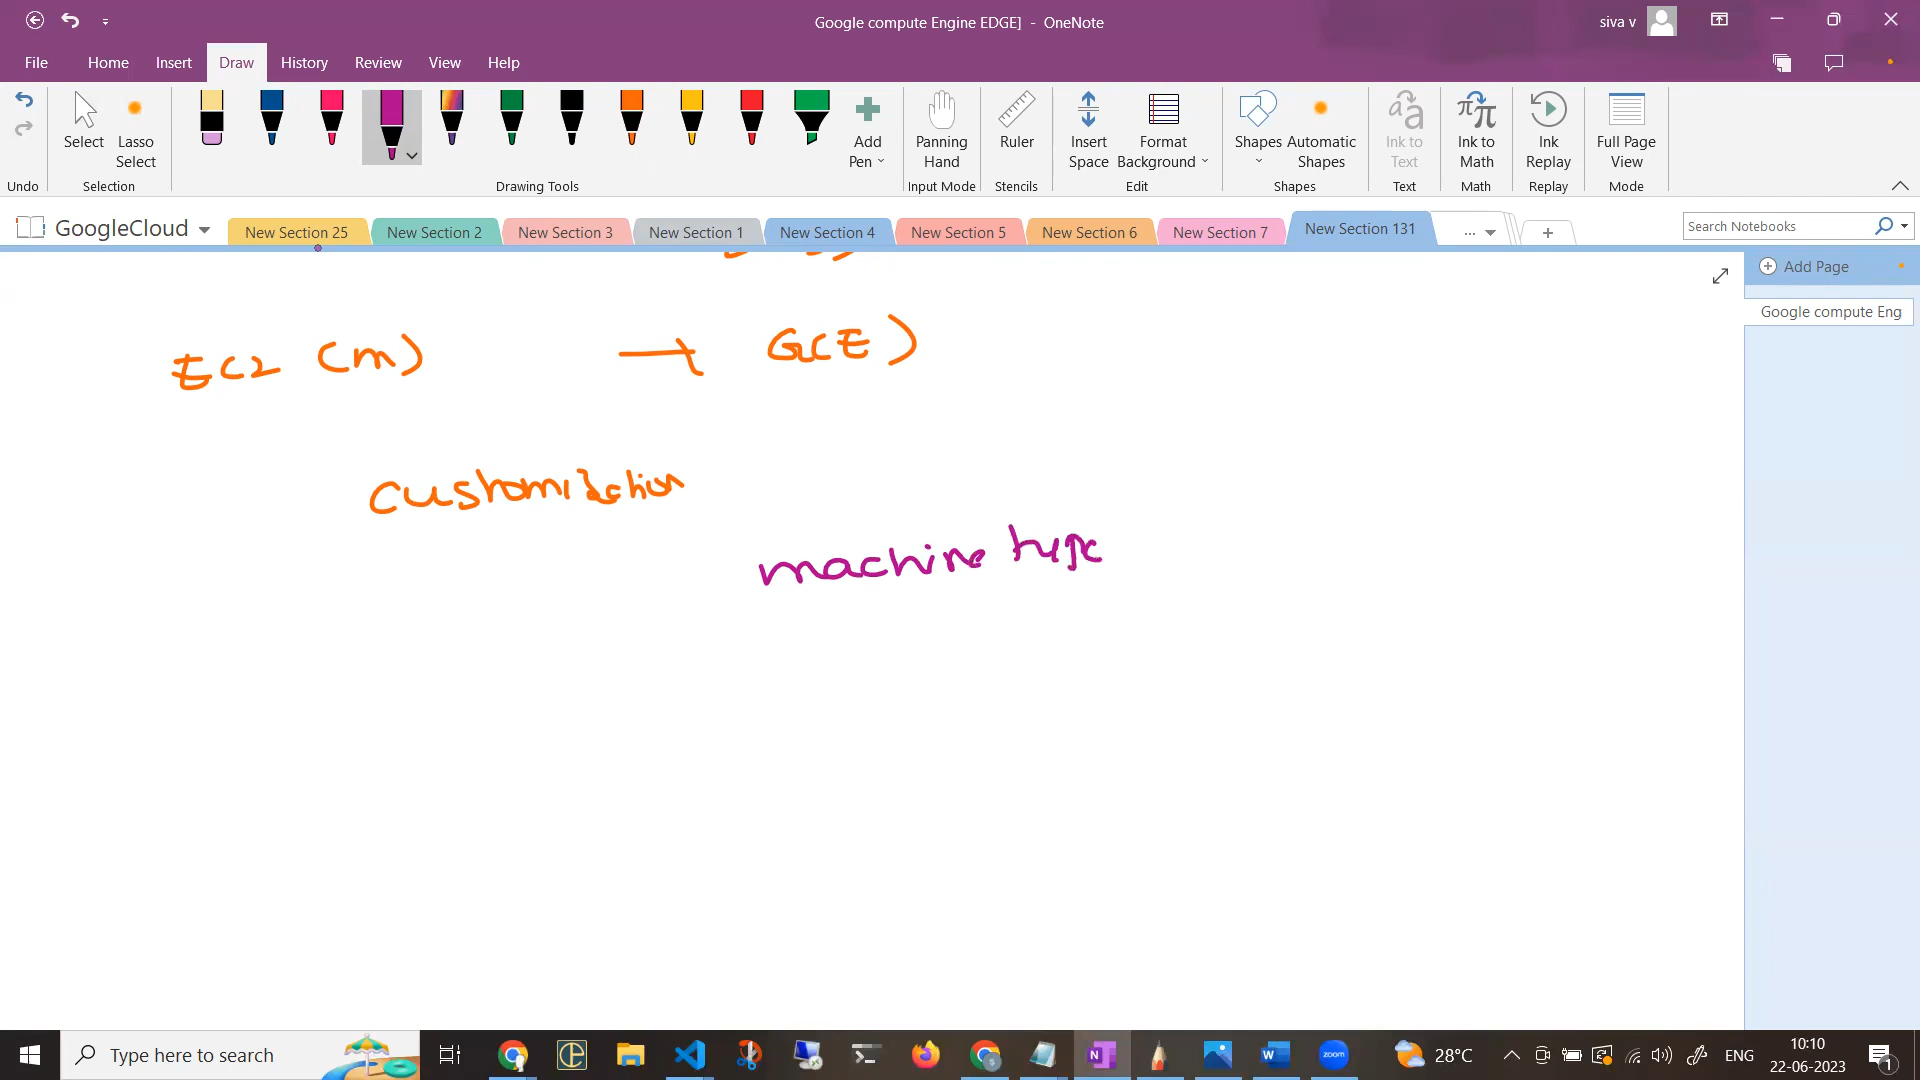 Google compute Engine EDGE] - OneNote
siva v
File Home Insert Draw History Review View Help
Select
Lasso Select
Add Pen
Panning Hand
Ruler
Insert Space
Format Background
Shapes
Automatic Shapes
Ink to Text
Ink to Math
Ink Replay
Full Page View
Undo Selection Drawing Tools Input Mode Stencils Edit Shapes Text Math Replay Mode
GoogleCloud New Section 25 New Section 2 New Section 3 New Section 1 New Section 4 New Section 5 New Section 6 New Section 7 New Section 131 ... + Search Notebooks
Add Page
Google compute Eng
EC2 (m) → GCE)
customization
machine type
Type here to search
zoom
28°C
ENG
10:10
22-06-2023
1